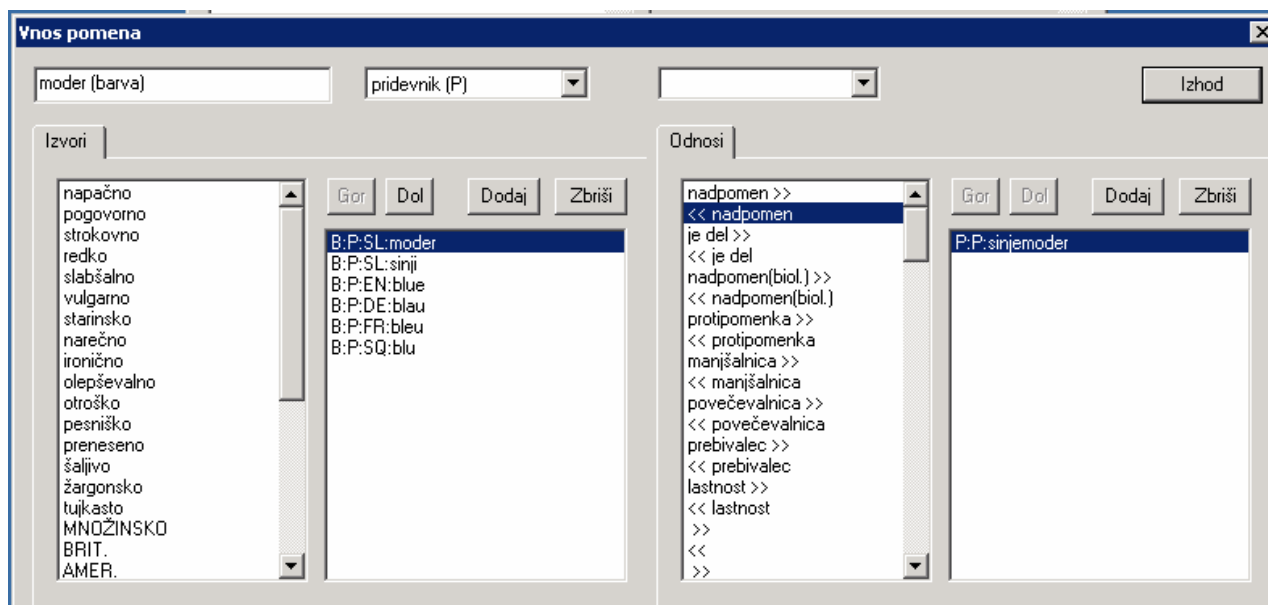 Vnos pomena
moder (barva)
pridevnik (P)
Izhod
Izvori
napačno
pogovorno
strokovno
redko
slabšalno
vulgarno
starinsko
narečno
ironično
olepševalno
otroško
pesniško
preneseno
šaljivo
žargonsko
tujkasto
MNOŽINSKO
BRIT.
AMER.
Gor Dol Dodaj Zbriši
B:P:SL:moder
B:P:SL:sinji
B:P:EN:blue
B:P:DE:blau
B:P:FR:bleu
B:P:SQ:blu
Odnosi
nadpomen >>
<< nadpomen
je del >>
<< je del
nadpomen(biol.) >>
<< nadpomen(biol.)
protipomenka >>
<< protipomenka
manjšalnica >>
<< manjšalnica
povečevalnica >>
<< povečevalnica
prebivalec >>
<< prebivalec
lastnost >>
<< lastnost
>>
<<
>>
Gor Dol Dodaj Zbriši
P:P:sinjemoder